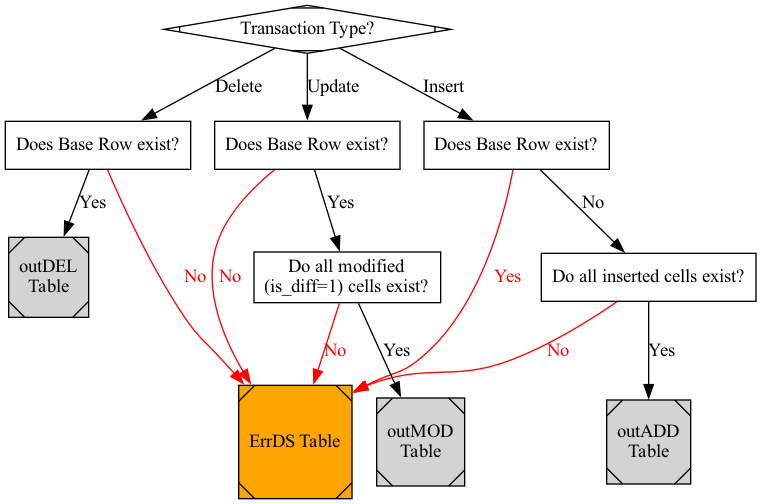 Transaction Type?
Delete
Update
Insert
Does Base Row exist?
Does Base Row exist?
Does Base Row exist?
Yes
Yes
No
outDEL
Table
No
No
Do all modified
(is_diff=1) cells exist?
Yes
Do all inserted cells exist?
No
Yes
No
Yes
ErrDS Table
outMOD
Table
outADD
Table